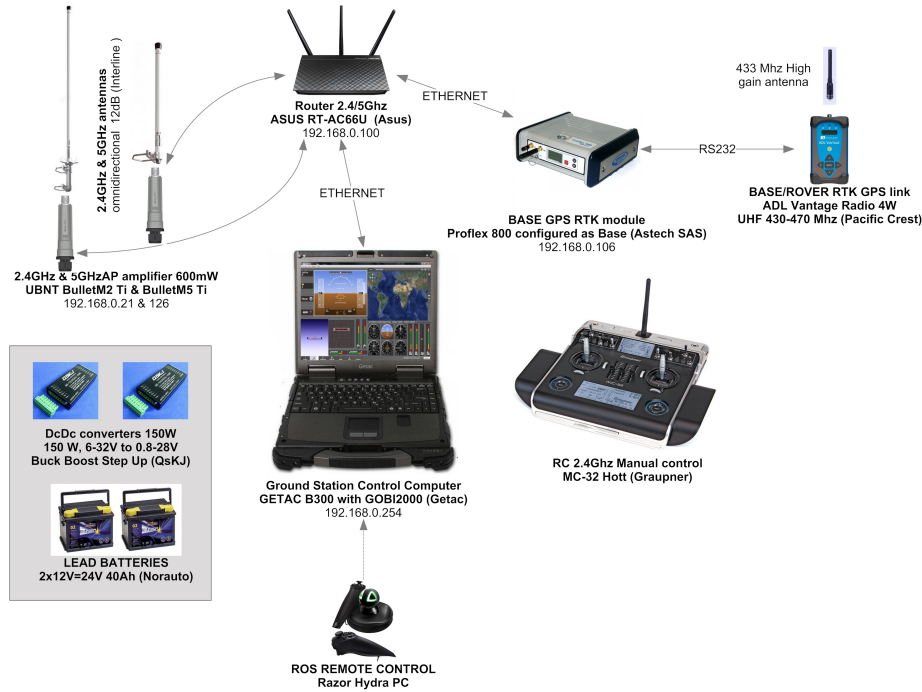 2.4GHz & 5GHz antennas
omnidirectional 12dB (Interline )
Router 2.4/5Ghz
ASUS RT-AC66U (Asus)
192.168.0.100
ETHERNET
433 Mhz High
gain antenna
RS232
BASE/ROVER RTK GPS link
ADL Vantage Radio 4W
UHF 430-470 Mhz (Pacific Crest)
BASE GPS RTK module
Proflex 800 configured as Base (Astech SAS)
192.168.0.106
ETHERNET
2.4GHz & 5GHzAP amplifier 600mW
UBNT BulletM2 Ti & BulletM5 Ti
192.168.0.21 & 126
Getac
DcDc converters 150W
150 W, 6-32V to 0.8-28V
Buck Boost Step Up (QsKJ)
LEAD BATTERIES
2x12V=24V 40Ah (Norauto)
Ground Station Control Computer
GETAC B300 with GOBI2000 (Getac)
192.168.0.254
RC 2.4Ghz Manual control
MC-32 Hott (Graupner)
ROS REMOTE CONTROL
Razor Hydra PC